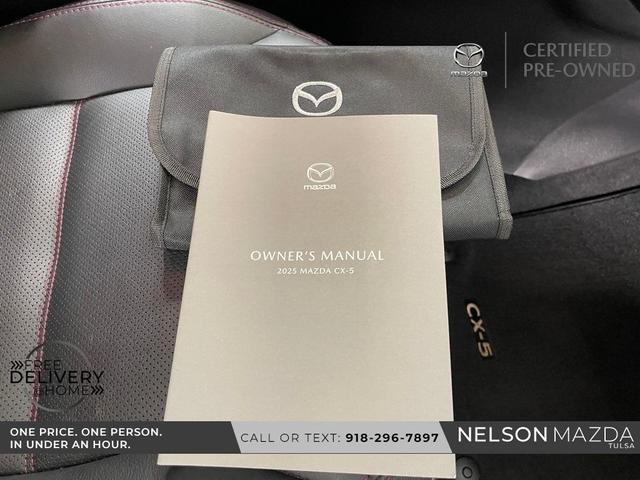 mazda
CERTIFIED
PRE-OWNED
mazda
OWNER'S MANUAL
2025 MAZDA CX-5
CX-5
FREE
DELIVERY
HOME
ONE PRICE. ONE PERSON.
IN UNDER AN HOUR.
CALL OR TEXT: 918-296-7897
NELSON MAZDA
TULSA